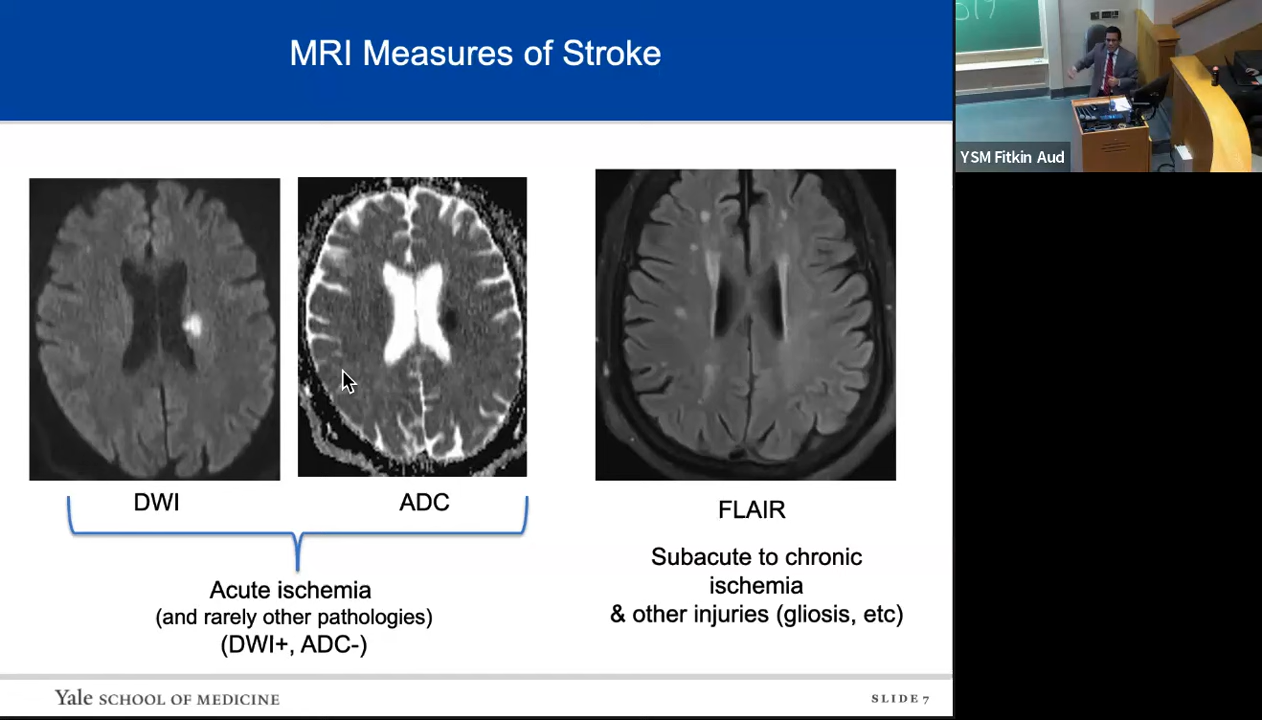 MRI Measures of Stroke
YSM Fitkin Aud
DWI
ADC
Acute ischemia
(and rarely other pathologies)
(DWI+, ADC-)
FLAIR
Subacute to chronic
ischemia
& other injuries (gliosis, etc)
Yale SCHOOL OF MEDICINE
SLIDE 7